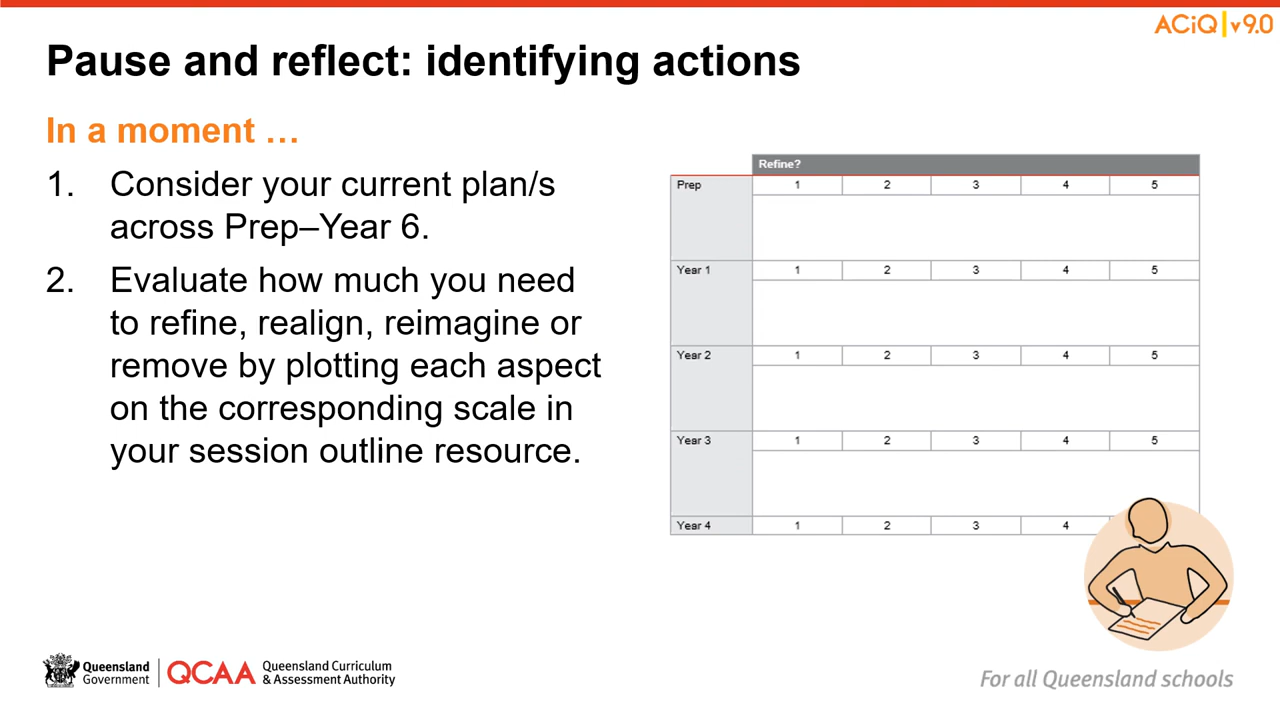 ACiQ v9.0
Pause and reflect: identifying actions
In a moment …
1. Consider your current plan/s
across Prep–Year 6.
2. Evaluate how much you need
to refine, realign, reimagine or
remove by plotting each aspect
on the corresponding scale in
your session outline resource.
Refine?
Prep 1 2 3 4 5
Year 1 1 2 3 4 5
Year 2 1 2 3 4 5
Year 3 1 2 3 4 5
Year 4 1 2 3 4
Queensland
Government
QCAA
Queensland Curriculum
& Assessment Authority
For all Queensland schools